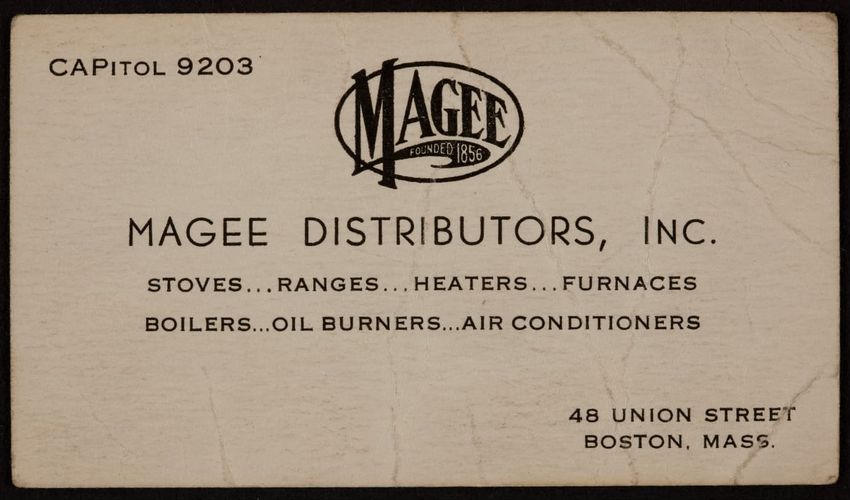 CAPITOL 9203
MAGEE
FOUNDED 1856
MAGEE DISTRIBUTORS, INC.
STOVES...RANGES...HEATERS...FURNACES
BOILERS...OIL BURNERS...AIR CONDITIONERS
48 UNION STREET
BOSTON, MASS.